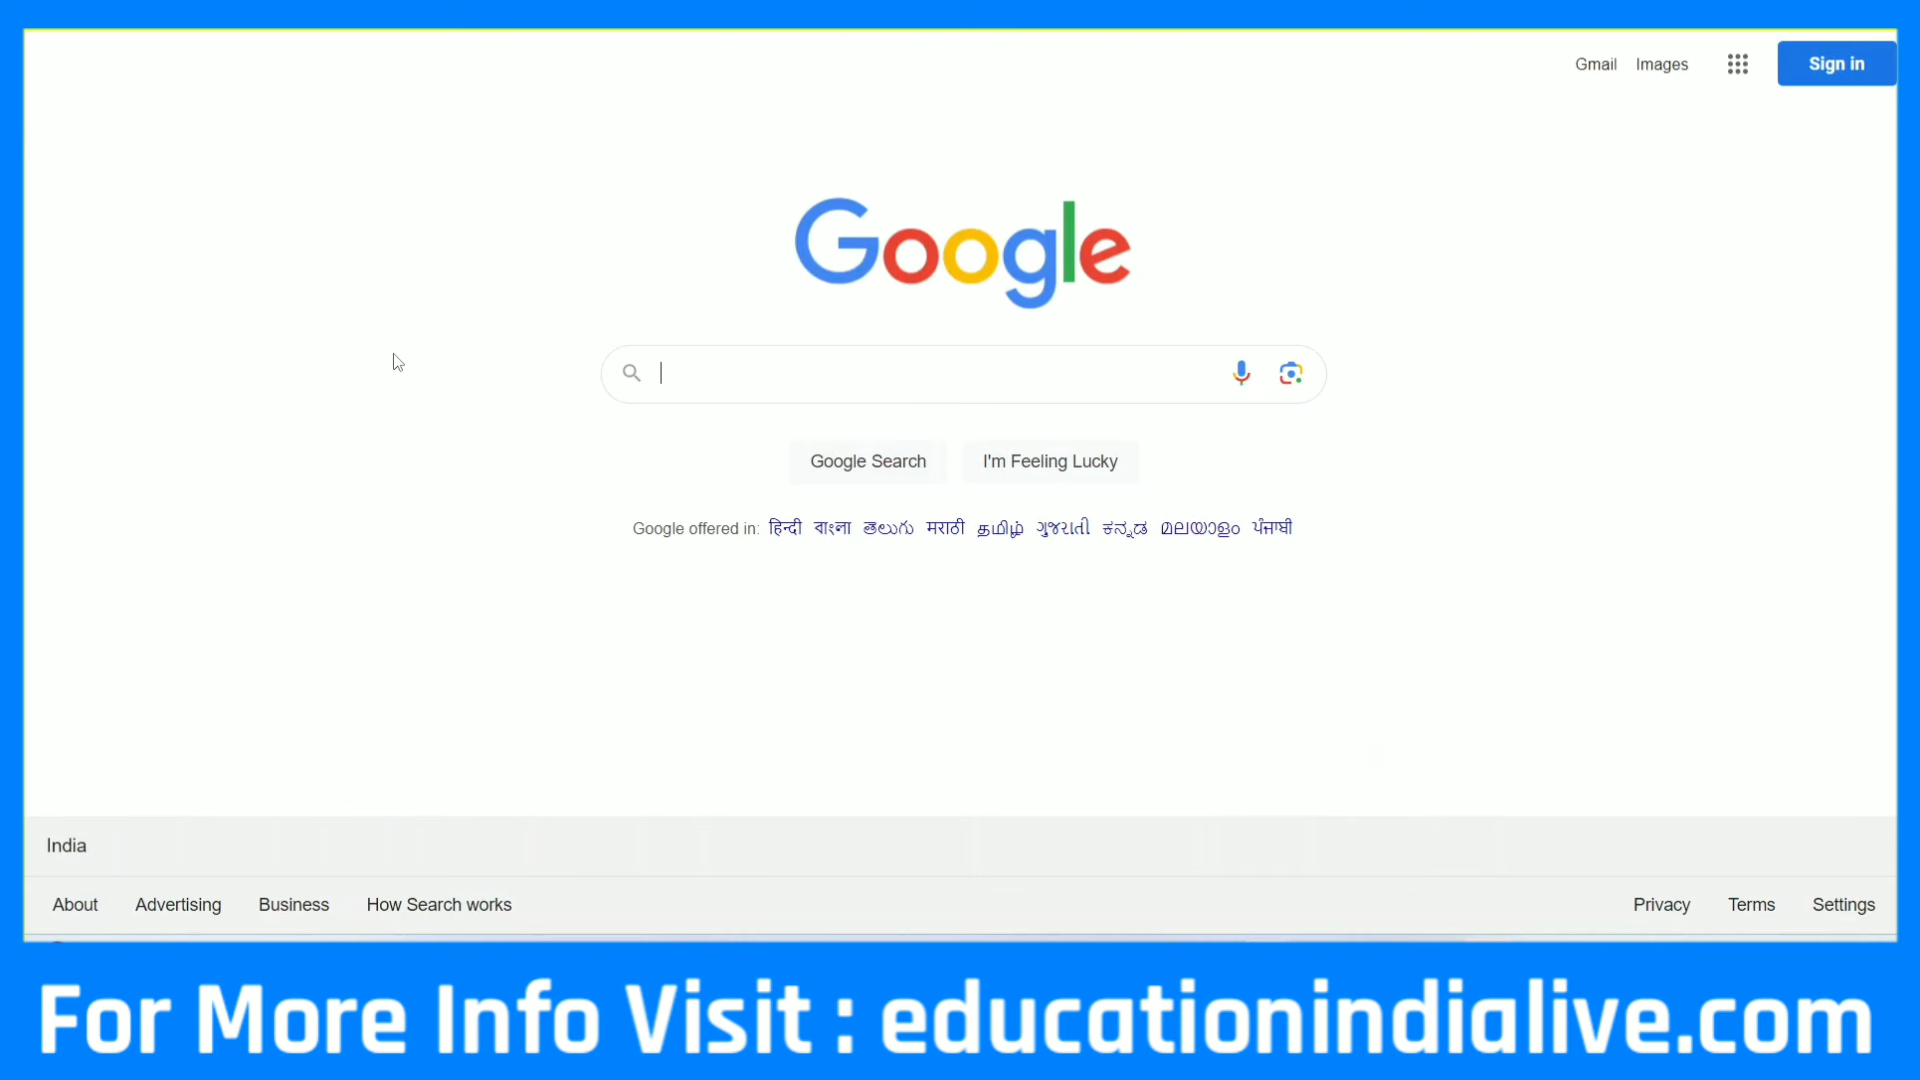 Gmail Images Sign in
Google
Google Search I'm Feeling Lucky
Google offered in: हिन्दी বাংলা తెలుగు मराठी தமிழ் ગુજરાતી ಕನ್ನಡ മലയാളം ਪੰਜਾਬੀ
India
About Advertising Business How Search works Privacy Terms Settings
For More Info Visit : educationindialive.com